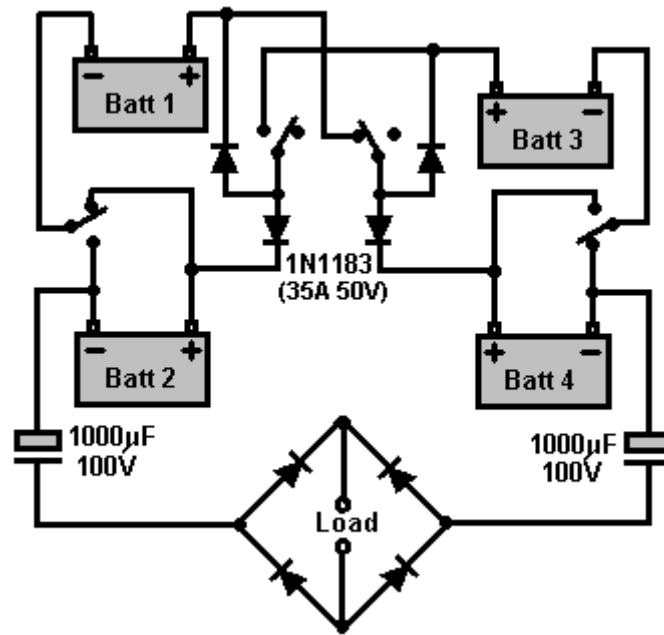 - +
Batt 1
+ -
Batt 3
1N1183
(35A 50V)
- +
Batt 2
+ -
Batt 4
1000µF
100V
1000µF
100V
Load